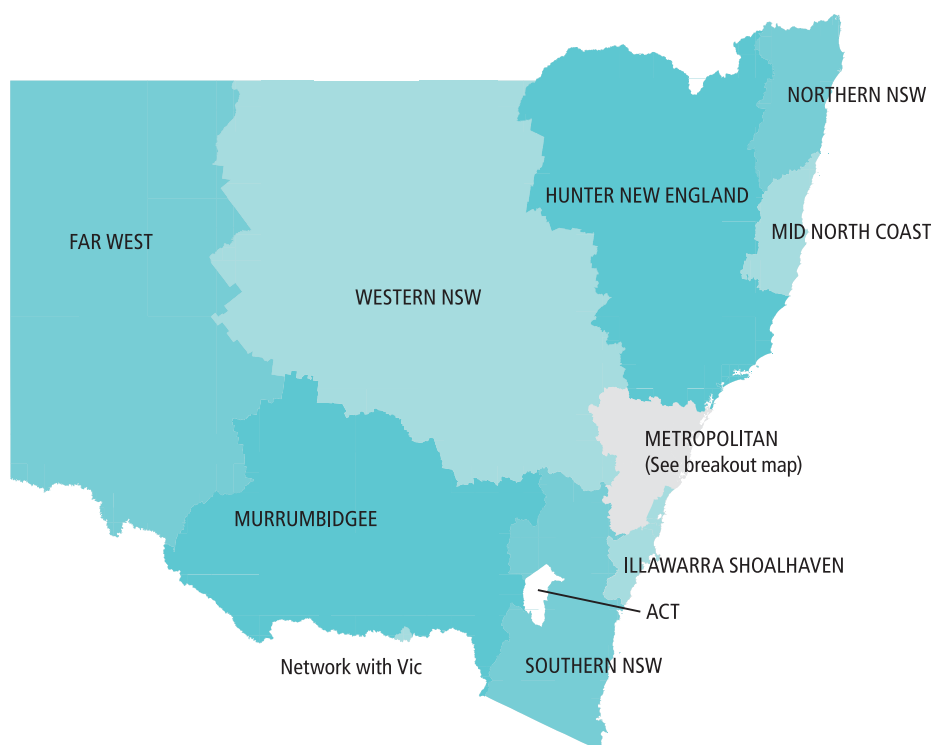 NORTHERN NSW
HUNTER NEW ENGLAND
MID NORTH COAST
FAR WEST
WESTERN NSW
METROPOLITAN
(See breakout map)
MURRUMBIDGEE
ILLAWARRA SHOALHAVEN
ACT
Network with Vic
SOUTHERN NSW